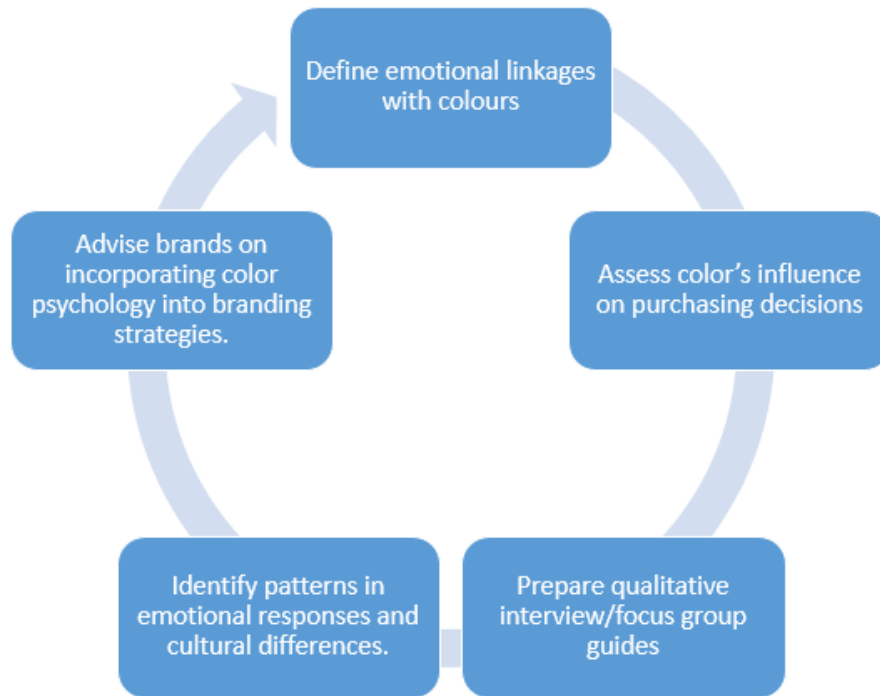 Define emotional linkages
with colours
Assess color’s influence
on purchasing decisions
Prepare qualitative
interview/focus group
guides
Identify patterns in
emotional responses and
cultural differences.
Advise brands on
incorporating color
psychology into branding
strategies.